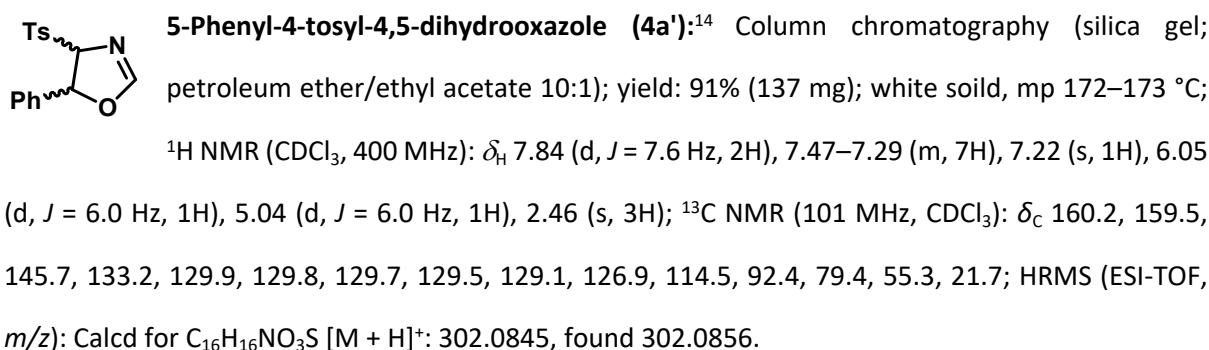 Ts
N
Ph
O
5-Phenyl-4-tosyl-4,5-dihydrooxazole (4a'):¹⁴ Column chromatography (silica gel;
petroleum ether/ethyl acetate 10:1); yield: 91% (137 mg); white soild, mp 172–173 °C;
¹H NMR (CDCl₃, 400 MHz): δH 7.84 (d, J = 7.6 Hz, 2H), 7.47–7.29 (m, 7H), 7.22 (s, 1H), 6.05
(d, J = 6.0 Hz, 1H), 5.04 (d, J = 6.0 Hz, 1H), 2.46 (s, 3H); ¹³C NMR (101 MHz, CDCl₃): δC 160.2, 159.5,
145.7, 133.2, 129.9, 129.8, 129.7, 129.5, 129.1, 126.9, 114.5, 92.4, 79.4, 55.3, 21.7; HRMS (ESI-TOF,
m/z): Calcd for C₁₆H₁₆NO₃S [M + H]⁺: 302.0845, found 302.0856.